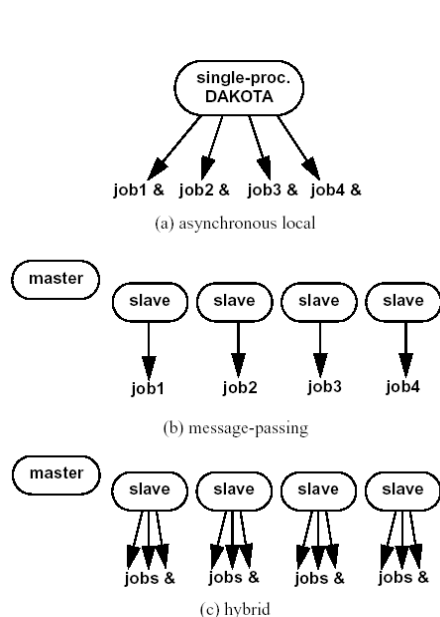 single-proc.
DAKOTA
job1 & job2 & job3 & job4 &
(a) asynchronous local
master
slave slave slave slave
job1 job2 job3 job4
(b) message-passing
master
slave slave slave slave
jobs & jobs & jobs & jobs &
(c) hybrid